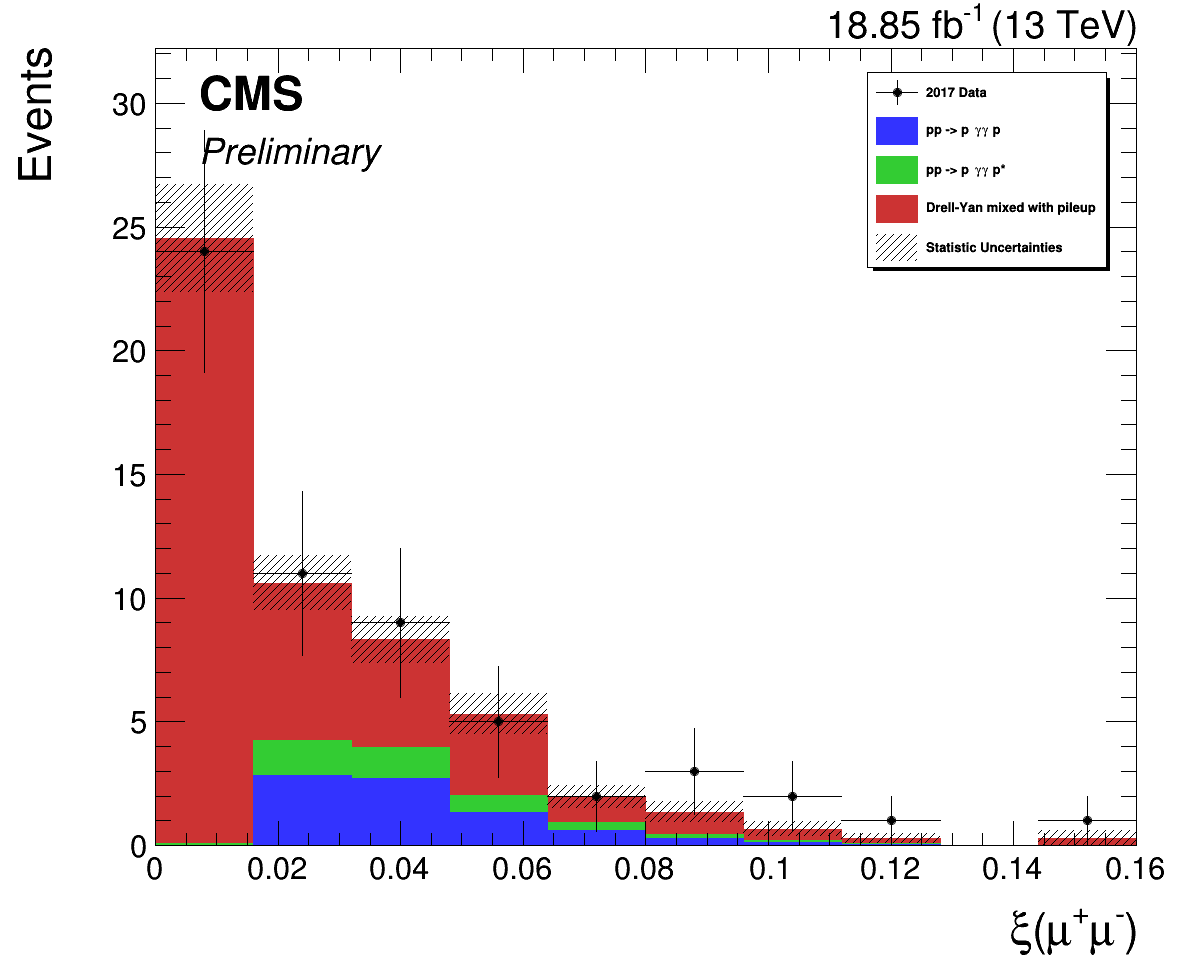 18.85 fb⁻¹ (13 TeV)
Events
CMS
Preliminary
2017 Data
pp -> p γγ p
pp -> p γγ p*
Drell-Yan mixed with pileup
Statistic Uncertainties
30
25
20
15
10
5
0
0 0.02 0.04 0.06 0.08 0.1 0.12 0.14 0.16
ξ(μ⁺μ⁻)